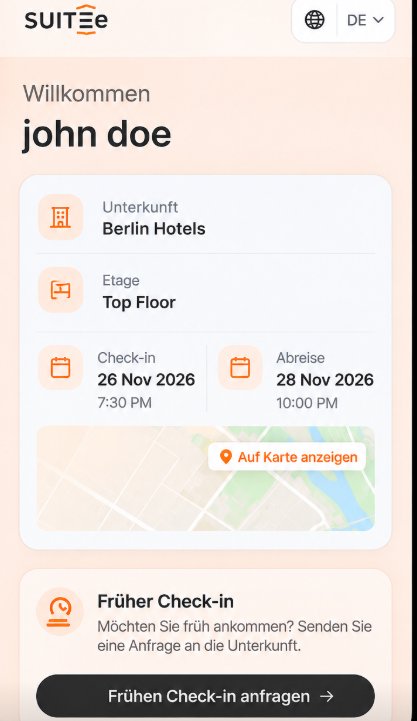 SUITEe
DE
Willkommen
john doe
Unterkunft
Berlin Hotels
Etage
Top Floor
Check-in
26 Nov 2026
7:30 PM
Abreise
28 Nov 2026
10:00 PM
Auf Karte anzeigen
Früher Check-in
Möchten Sie früh ankommen? Senden Sie
eine Anfrage an die Unterkunft.
Frühen Check-in anfragen →